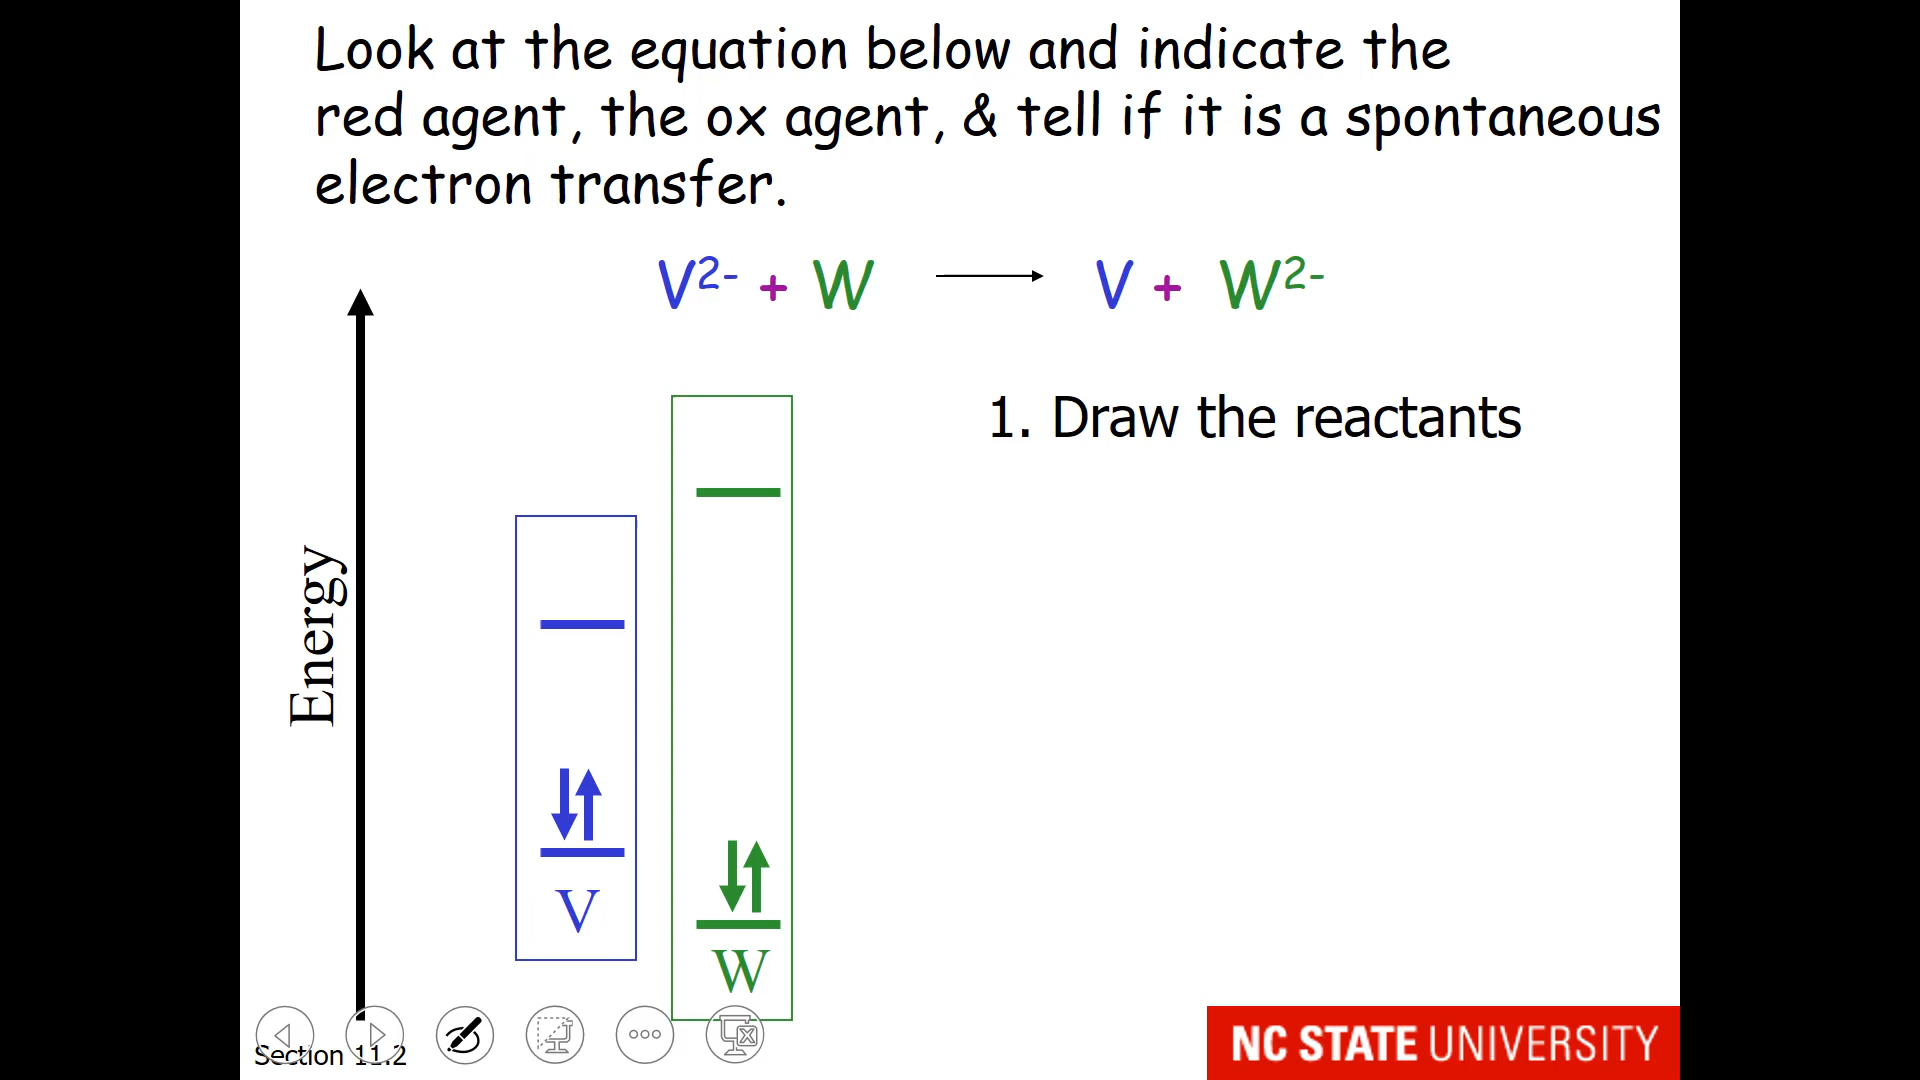 Look at the equation below and indicate the
red agent, the ox agent, & tell if it is a spontaneous
electron transfer.
V²⁻ + W → V + W²⁻
1. Draw the reactants
Energy
V
W
Section 11.2
NC STATE UNIVERSITY